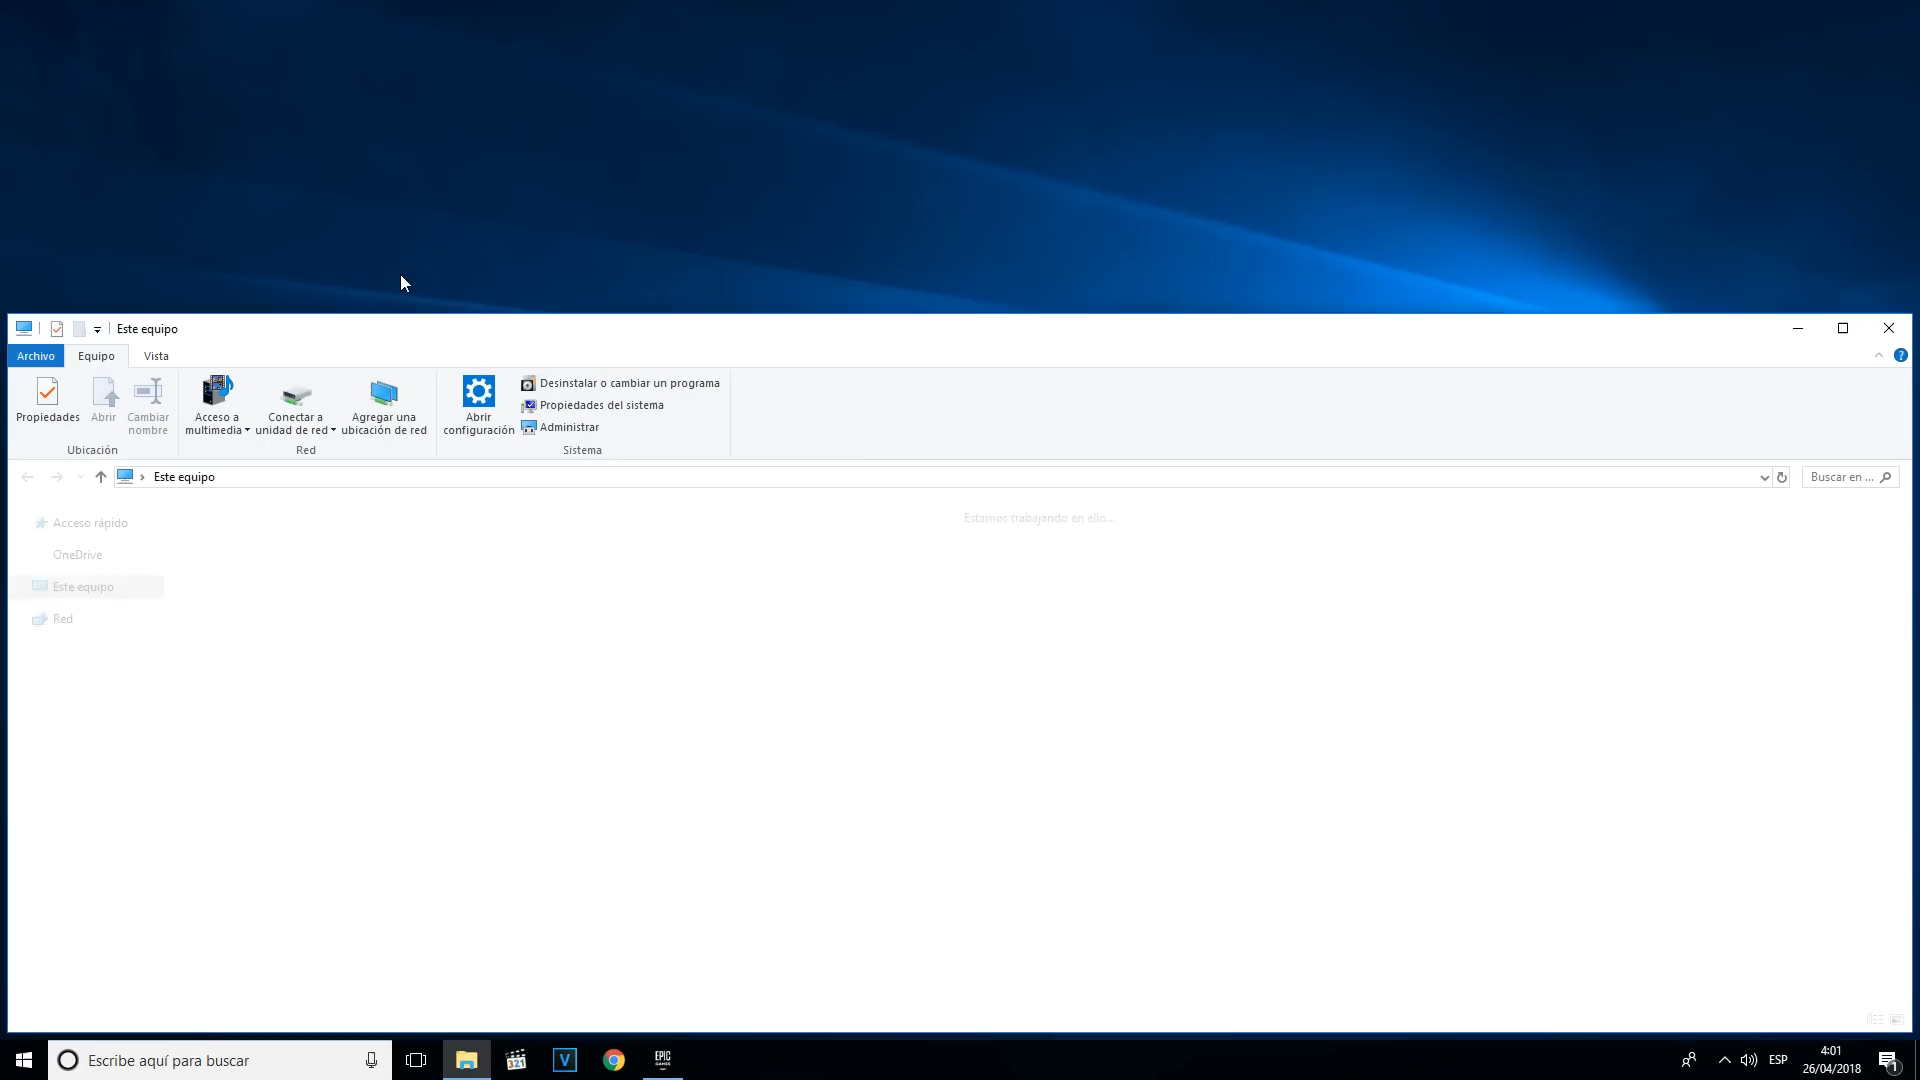 Este equipo
Archivo
Equipo
Vista
Propiedades
Abrir
Cambiar
nombre
Ubicación
Acceso a
multimedia
Conectar a
unidad de red
Agregar una
ubicación de red
Red
Abrir
configuración
Desinstalar o cambiar un programa
Propiedades del sistema
Administrar
Sistema
Este equipo
Buscar en ...
Acceso rápido
OneDrive
Este equipo
Red
Estamos trabajando en ello...
Escribe aquí para buscar
321
V
EPIC
GAMES
ESP
4:01
26/04/2018
1